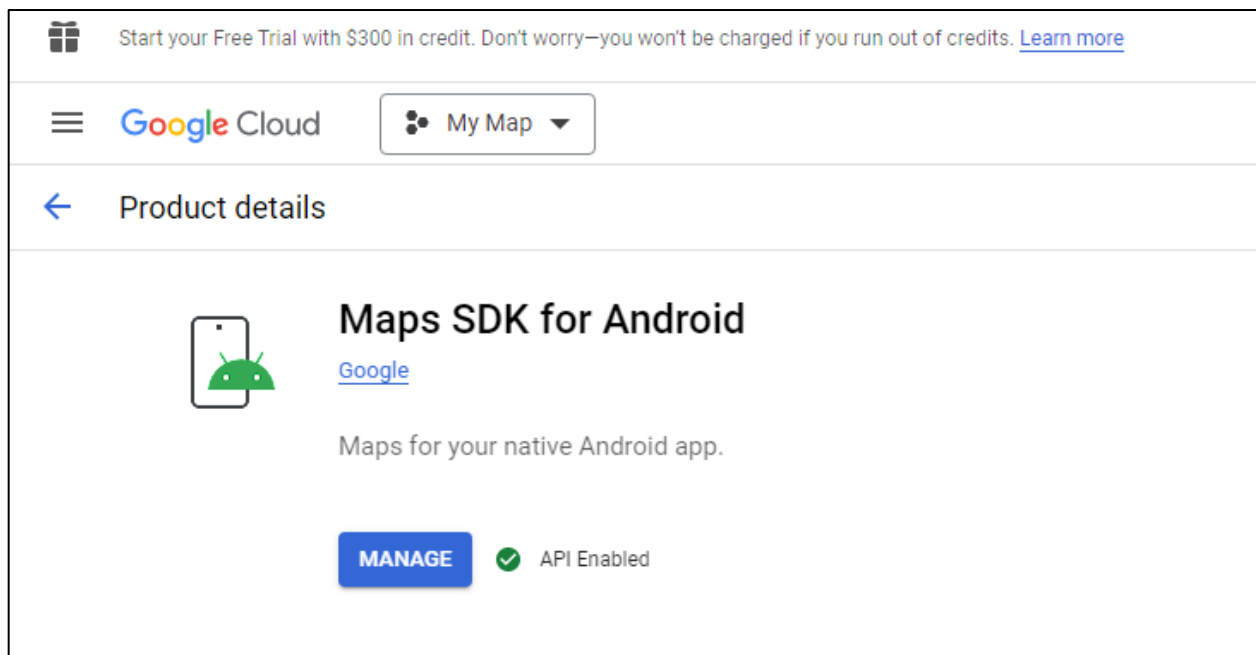 Start your Free Trial with $300 in credit. Don't worry—you won't be charged if you run out of credits. Learn more
Google Cloud
My Map
Product details
Maps SDK for Android
Google
Maps for your native Android app.
MANAGE
API Enabled